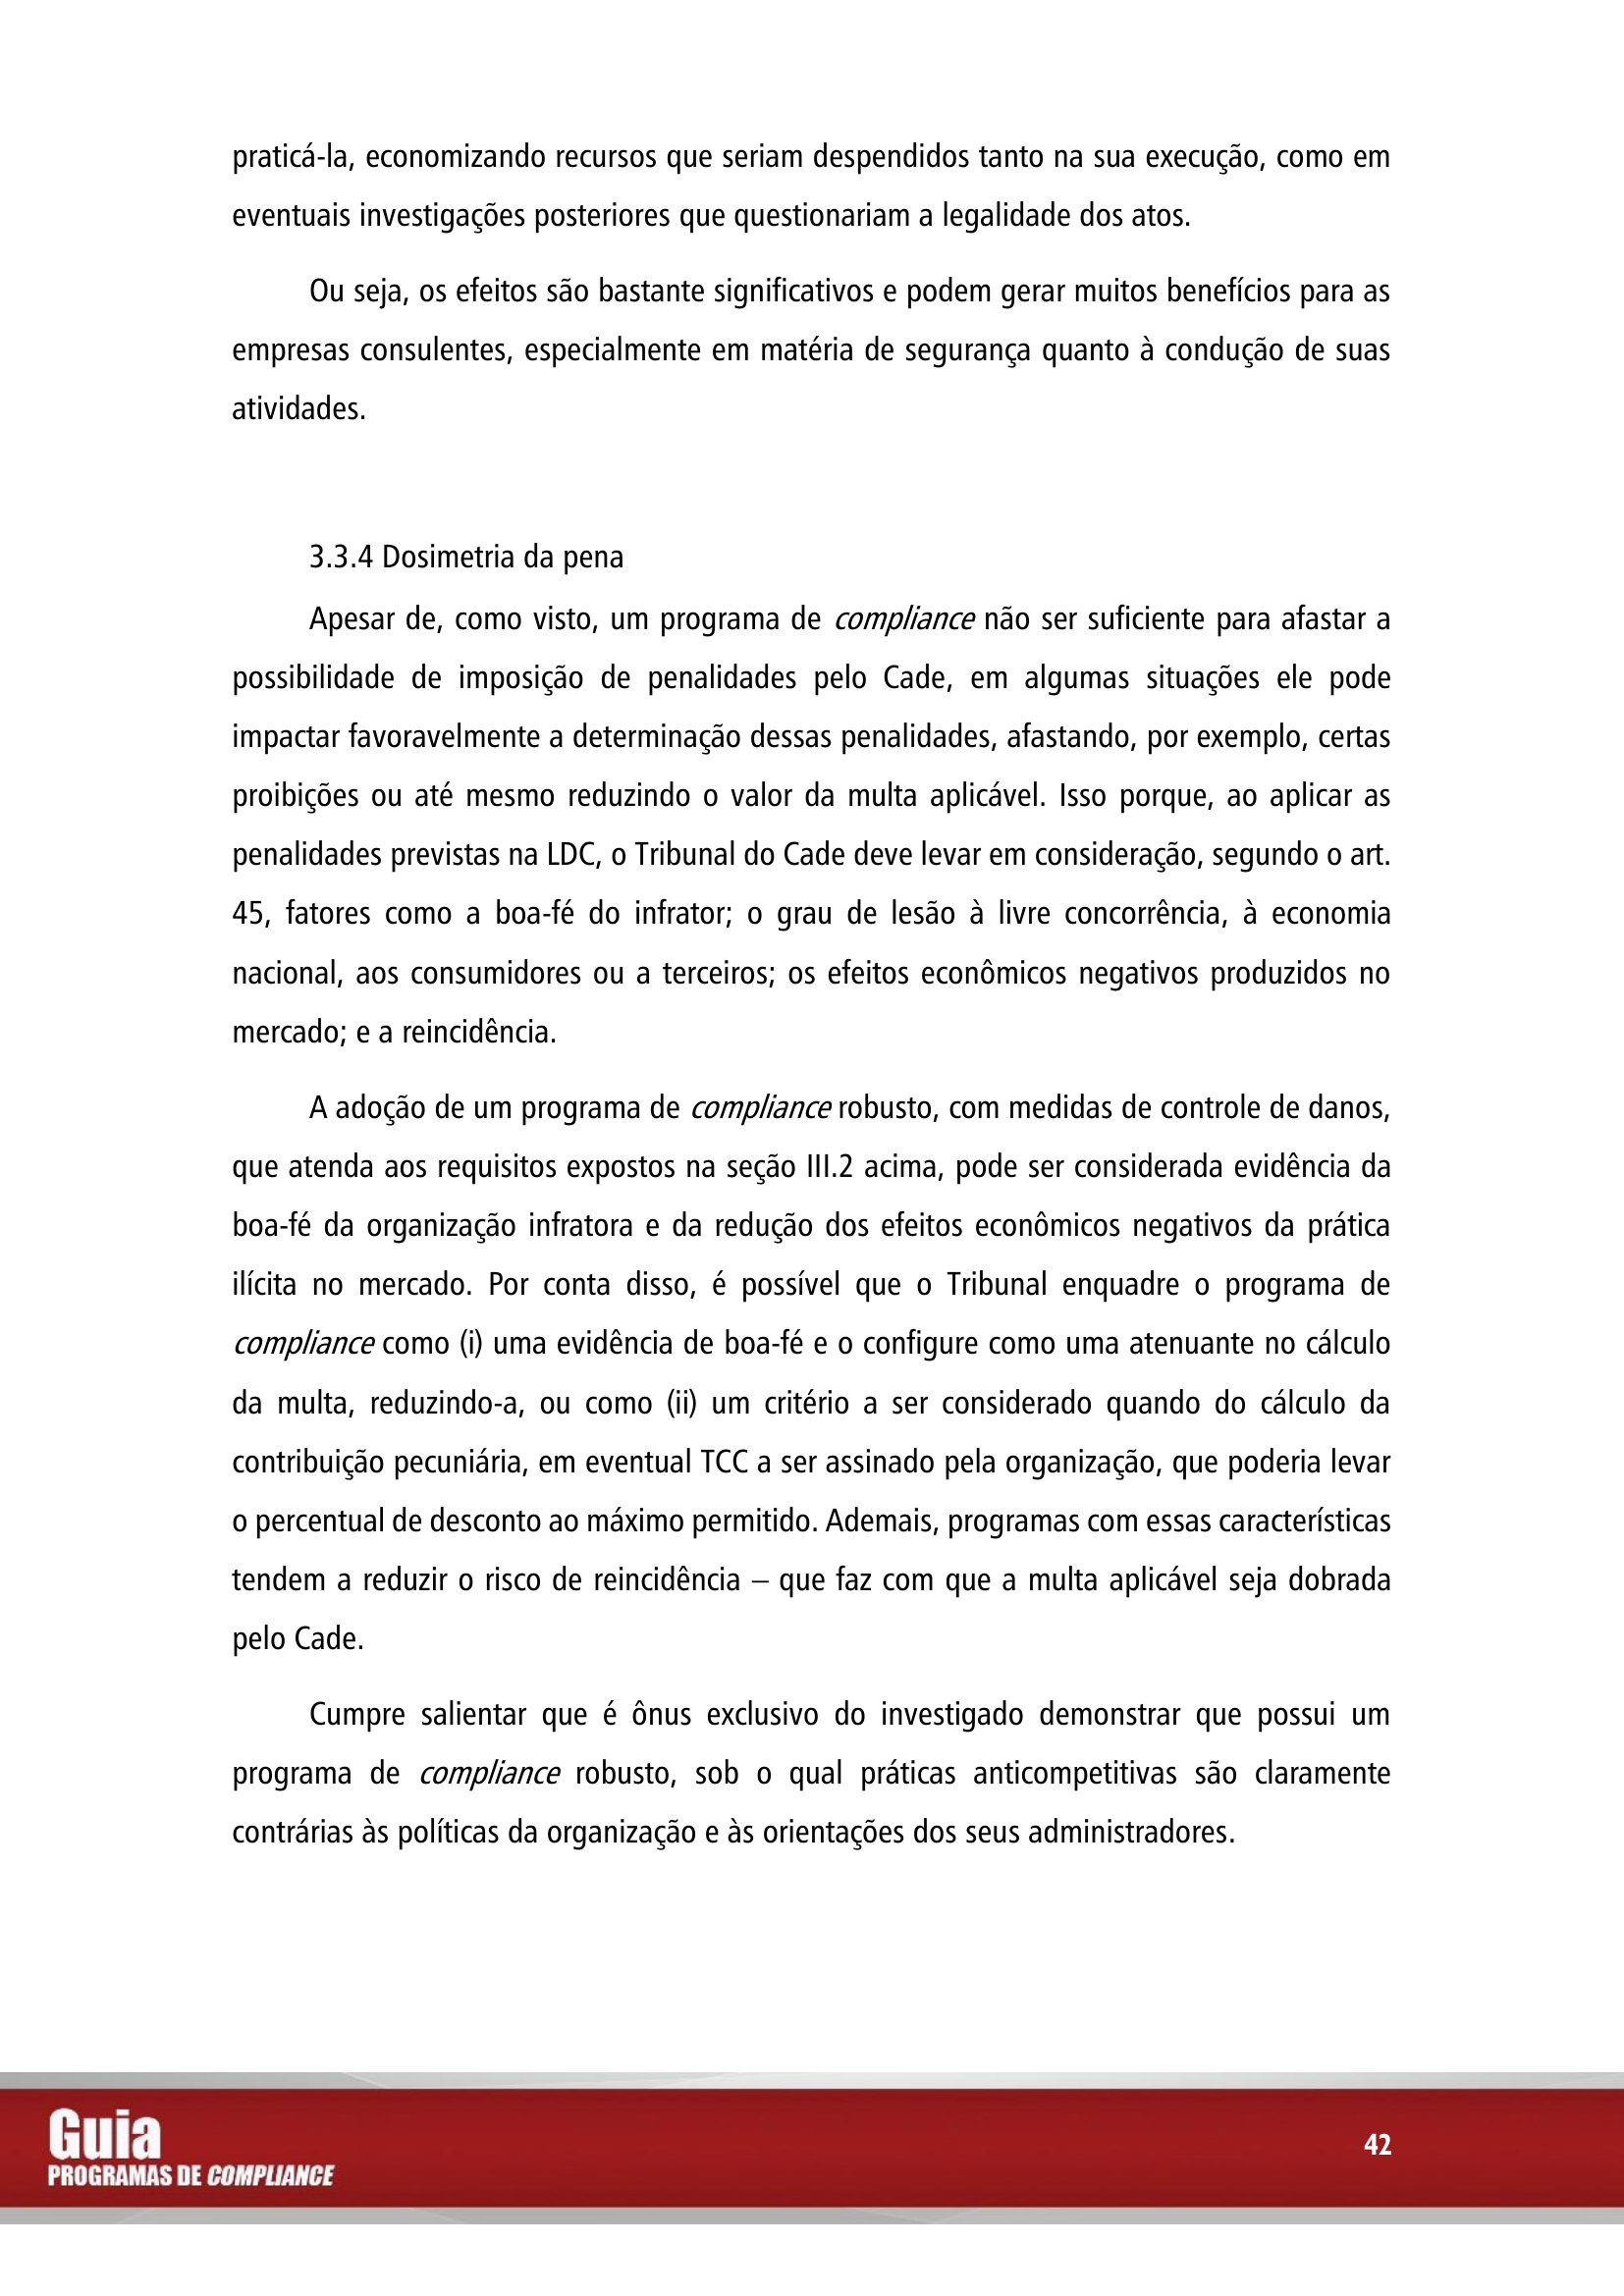 praticá-la, economizando recursos que seriam despendidos tanto na sua execução, como em
eventuais investigações posteriores que questionariam a legalidade dos atos.
Ou seja, os efeitos são bastante significativos e podem gerar muitos benefícios para as
empresas consulentes, especialmente em matéria de segurança quanto à condução de suas
atividades.
3.3.4 Dosimetria da pena
Apesar de, como visto, um programa de compliance não ser suficiente para afastar a
possibilidade de imposição de penalidades pelo Cade, em algumas situações ele pode
impactar favoravelmente a determinação dessas penalidades, afastando, por exemplo, certas
proibições ou até mesmo reduzindo o valor da multa aplicável. Isso porque, ao aplicar as
penalidades previstas na LDC, o Tribunal do Cade deve levar em consideração, segundo o art.
45, fatores como a boa-fé do infrator; o grau de lesão à livre concorrência, à economia
nacional, aos consumidores ou a terceiros; os efeitos econômicos negativos produzidos no
mercado; e a reincidência.
A adoção de um programa de compliance robusto, com medidas de controle de danos,
que atenda aos requisitos expostos na seção III.2 acima, pode ser considerada evidência da
boa-fé da organização infratora e da redução dos efeitos econômicos negativos da prática
ilícita no mercado. Por conta disso, é possível que o Tribunal enquadre o programa de
compliance como (i) uma evidência de boa-fé e o configure como uma atenuante no cálculo
da multa, reduzindo-a, ou como (ii) um critério a ser considerado quando do cálculo da
contribuição pecuniária, em eventual TCC a ser assinado pela organização, que poderia levar
o percentual de desconto ao máximo permitido. Ademais, programas com essas características
tendem a reduzir o risco de reincidência – que faz com que a multa aplicável seja dobrada
pelo Cade.
Cumpre salientar que é ônus exclusivo do investigado demonstrar que possui um
programa de compliance robusto, sob o qual práticas anticompetitivas são claramente
contrárias às políticas da organização e às orientações dos seus administradores.
Guia
PROGRAMAS DE COMPLIANCE
42